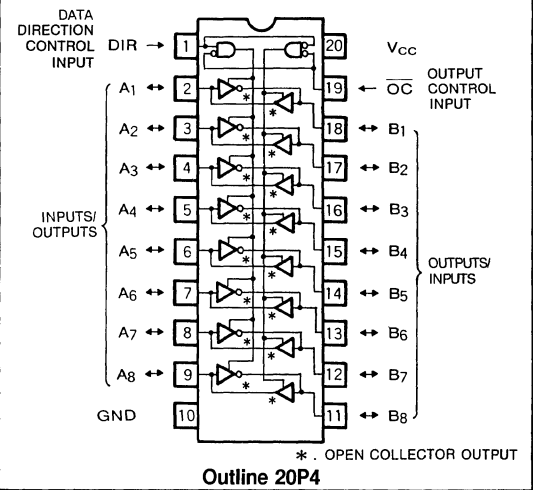 DATA
DIRECTION
CONTROL
INPUT
DIR → 1
20 VCC
A1 ↔ 2
19 ← OC
OUTPUT
CONTROL
INPUT
A2 ↔ 3
18 ↔ B1
A3 ↔ 4
17 ↔ B2
A4 ↔ 5
16 ↔ B3
INPUTS/
OUTPUTS
A5 ↔ 6
15 ↔ B4
OUTPUTS/
INPUTS
A6 ↔ 7
14 ↔ B5
A7 ↔ 8
13 ↔ B6
A8 ↔ 9
12 ↔ B7
GND 10
11 ↔ B8
* . OPEN COLLECTOR OUTPUT
Outline 20P4